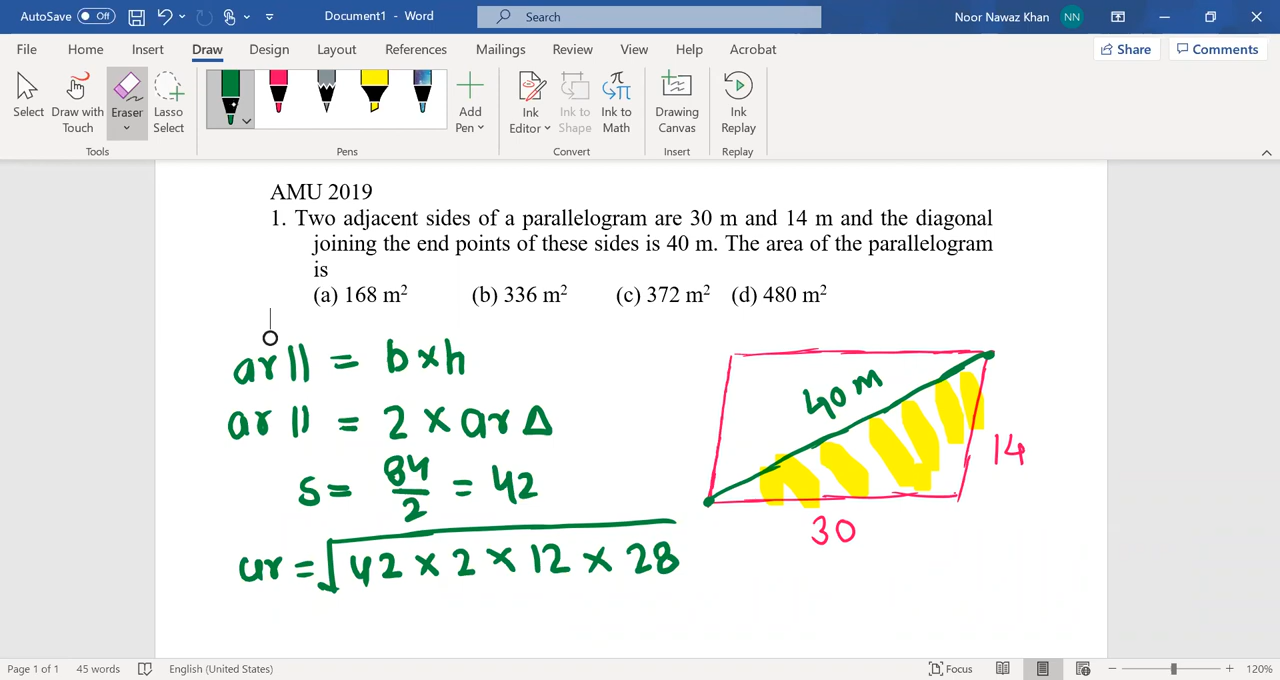 AutoSave Off Document1 - Word Search Noor Nawaz Khan NN
File Home Insert Draw Design Layout References Mailings Review View Help Acrobat Share Comments
Select Draw with Touch Eraser Lasso Select Add Pen Ink Editor Ink to Shape Ink to Math Drawing Canvas Ink Replay
Tools Pens Convert Insert Replay
AMU 2019
1. Two adjacent sides of a parallelogram are 30 m and 14 m and the diagonal
joining the end points of these sides is 40 m. The area of the parallelogram
is
(a) 168 m² (b) 336 m² (c) 372 m² (d) 480 m²
ar || = b × h
ar || = 2 × ar Δ
s = 84/2 = 42
ar = √42 × 2 × 12 × 28
40 m
14
30
Page 1 of 1 45 words English (United States) Focus 120%